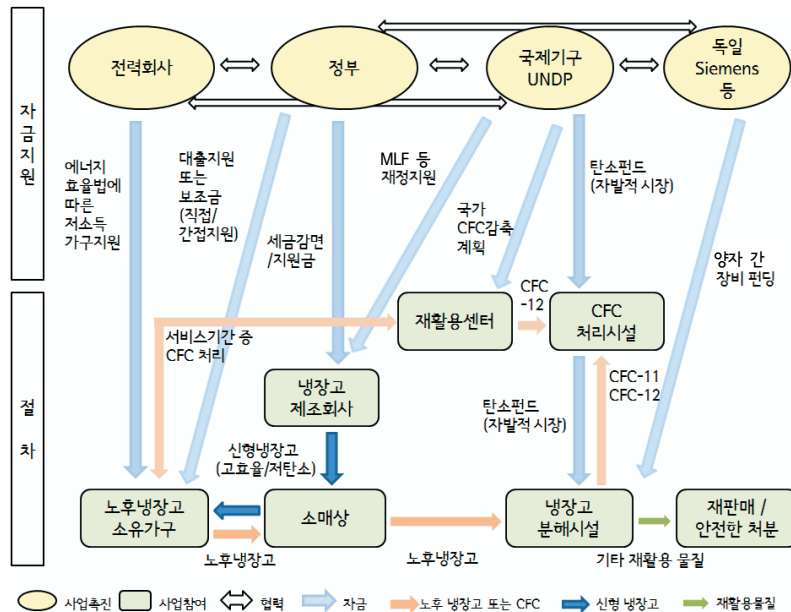 전력회사
정부
국제기구
UNDP
독일
Siemens
등
자금지원
에너지
효율법에
따른
저소득
가구지원
대출지원
또는
보조금
(직접/
간접지원)
세금감면
/지원금
MLF 등
재정지원
국가
CFC감축
계획
탄소펀드
(자발적 시장)
양자 간
장비 펀딩
절차
서비스기간 중
CFC 처리
재활용센터
CFC
-12
CFC
처리시설
냉장고
제조회사
신형냉장고
(고효율/저탄소)
탄소펀드
(자발적 시장)
CFC-11
CFC-12
노후냉장고
소유가구
소매상
냉장고
분해시설
재판매 /
안전한 처분
노후냉장고
노후냉장고
기타 재활용 물질
사업촉진
사업참여
협력
자금
노후 냉장고 또는 CFC
신형 냉장고
재활용물질